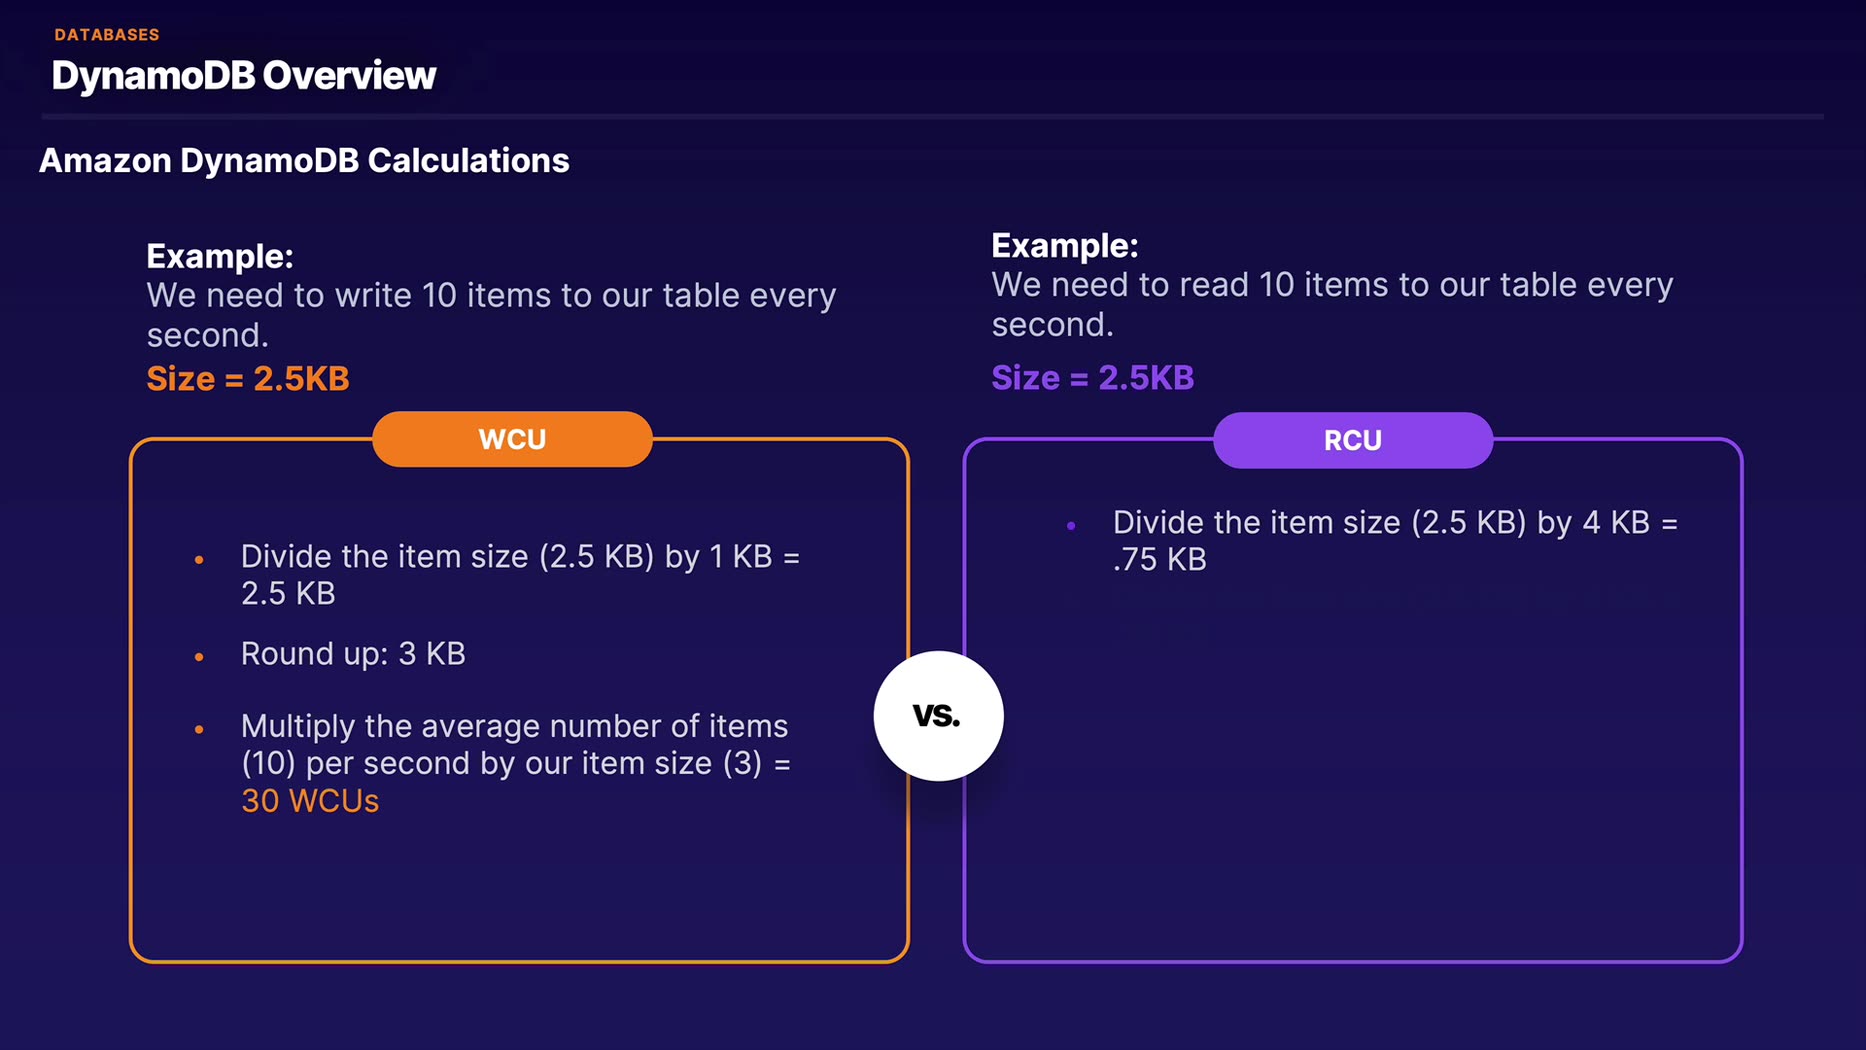 DATABASES
DynamoDB Overview
Amazon DynamoDB Calculations
Example:
We need to write 10 items to our table every
second.
Size = 2.5KB
WCU
• Divide the item size (2.5 KB) by 1 KB =
2.5 KB
• Round up: 3 KB
• Multiply the average number of items
(10) per second by our item size (3) =
30 WCUs
vs.
Example:
We need to read 10 items to our table every
second.
Size = 2.5KB
RCU
• Divide the item size (2.5 KB) by 4 KB =
.75 KB